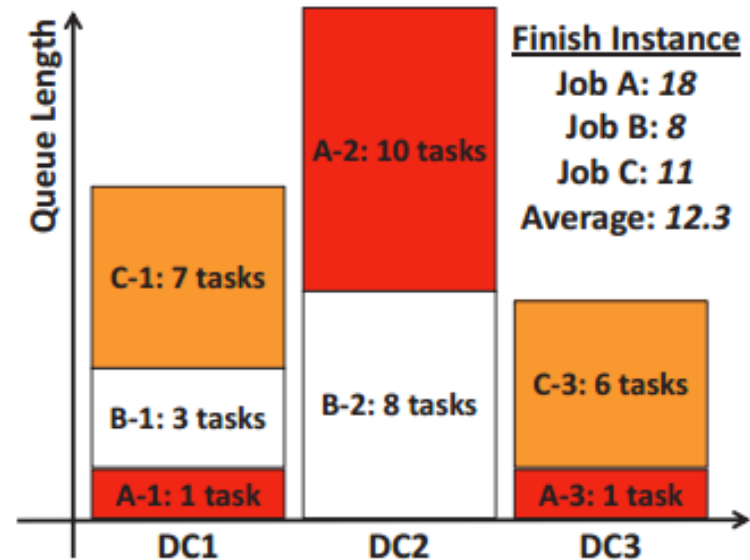 Queue Length
Finish Instance
Job A: 18
Job B: 8
Job C: 11
Average: 12.3
A-2: 10 tasks
C-1: 7 tasks
B-1: 3 tasks
B-2: 8 tasks
C-3: 6 tasks
A-1: 1 task
A-3: 1 task
DC1
DC2
DC3